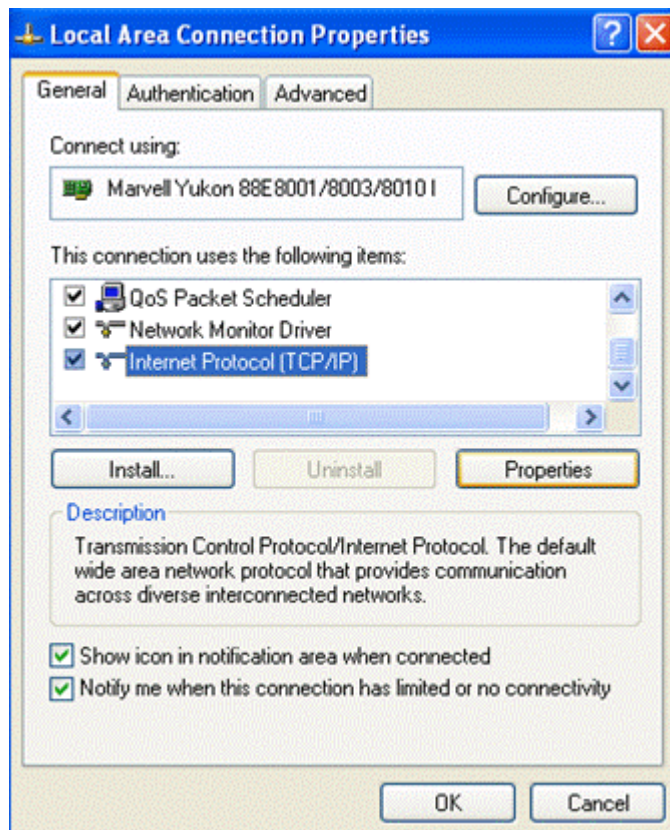 Local Area Connection Properties
General Authentication Advanced
Connect using:
Marvell Yukon 88E8001/8003/8010 I
Configure...
This connection uses the following items:
QoS Packet Scheduler
Network Monitor Driver
Internet Protocol (TCP/IP)
Install... Uninstall Properties
Description
Transmission Control Protocol/Internet Protocol. The default
wide area network protocol that provides communication
across diverse interconnected networks.
Show icon in notification area when connected
Notify me when this connection has limited or no connectivity
OK Cancel